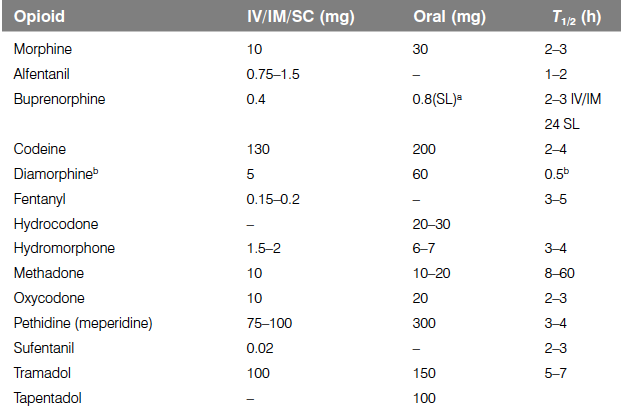 Opioid IV/IM/SC (mg) Oral (mg) T1/2 (h)
Morphine 10 30 2–3
Alfentanil 0.75–1.5 – 1–2
Buprenorphine 0.4 0.8(SL)a 2–3 IV/IM
24 SL
Codeine 130 200 2–4
Diamorphineb 5 60 0.5b
Fentanyl 0.15–0.2 – 3–5
Hydrocodone – 20–30
Hydromorphone 1.5–2 6–7 3–4
Methadone 10 10–20 8–60
Oxycodone 10 20 2–3
Pethidine (meperidine) 75–100 300 3–4
Sufentanil 0.02 – 2–3
Tramadol 100 150 5–7
Tapentadol – 100